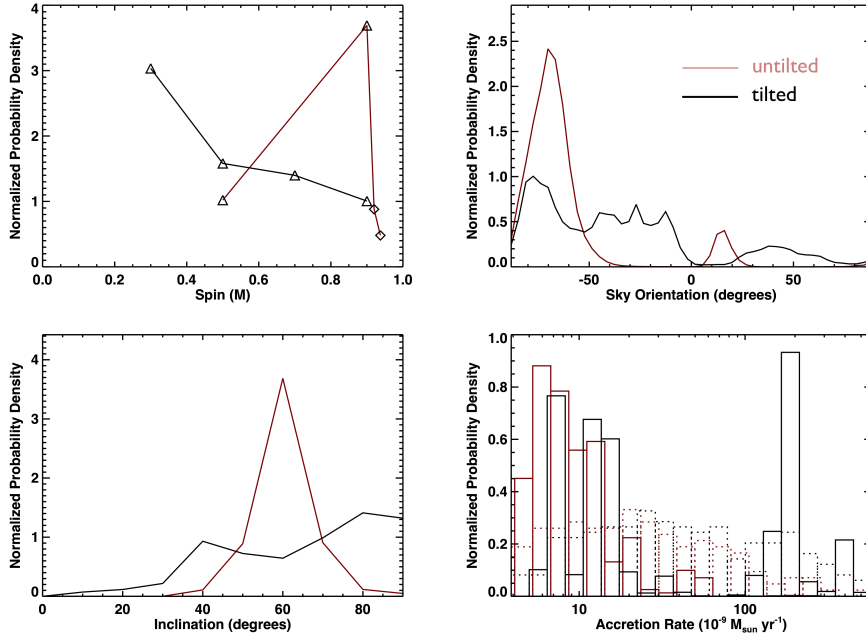 Normalized Probability Density
4
3
2
1
0
0.0 0.2 0.4 0.6 0.8 1.0
Spin (M)
Normalized Probability Density
2.5
2.0
1.5
1.0
0.5
0.0
-50 0 50
Sky Orientation (degrees)
untilted
tilted
Normalized Probability Density
4
3
2
1
0
0 20 40 60 80
Inclination (degrees)
Normalized Probability Density
1.0
0.8
0.6
0.4
0.2
0.0
10 100
Accretion Rate (10⁻⁹ M_sun yr⁻¹)